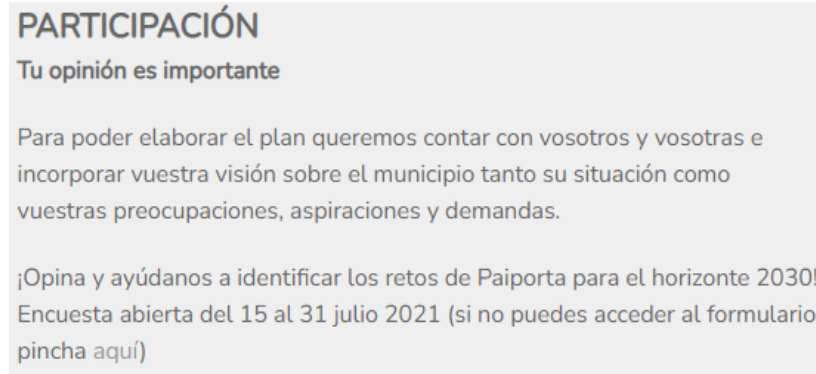 PARTICIPACIÓN
Tu opinión es importante
Para poder elaborar el plan queremos contar con vosotros y vosotras e
incorporar vuestra visión sobre el municipio tanto su situación como
vuestras preocupaciones, aspiraciones y demandas.
¡Opina y ayúdanos a identificar los retos de Paiporta para el horizonte 2030!
Encuesta abierta del 15 al 31 julio 2021 (si no puedes acceder al formulario
pincha aquí)